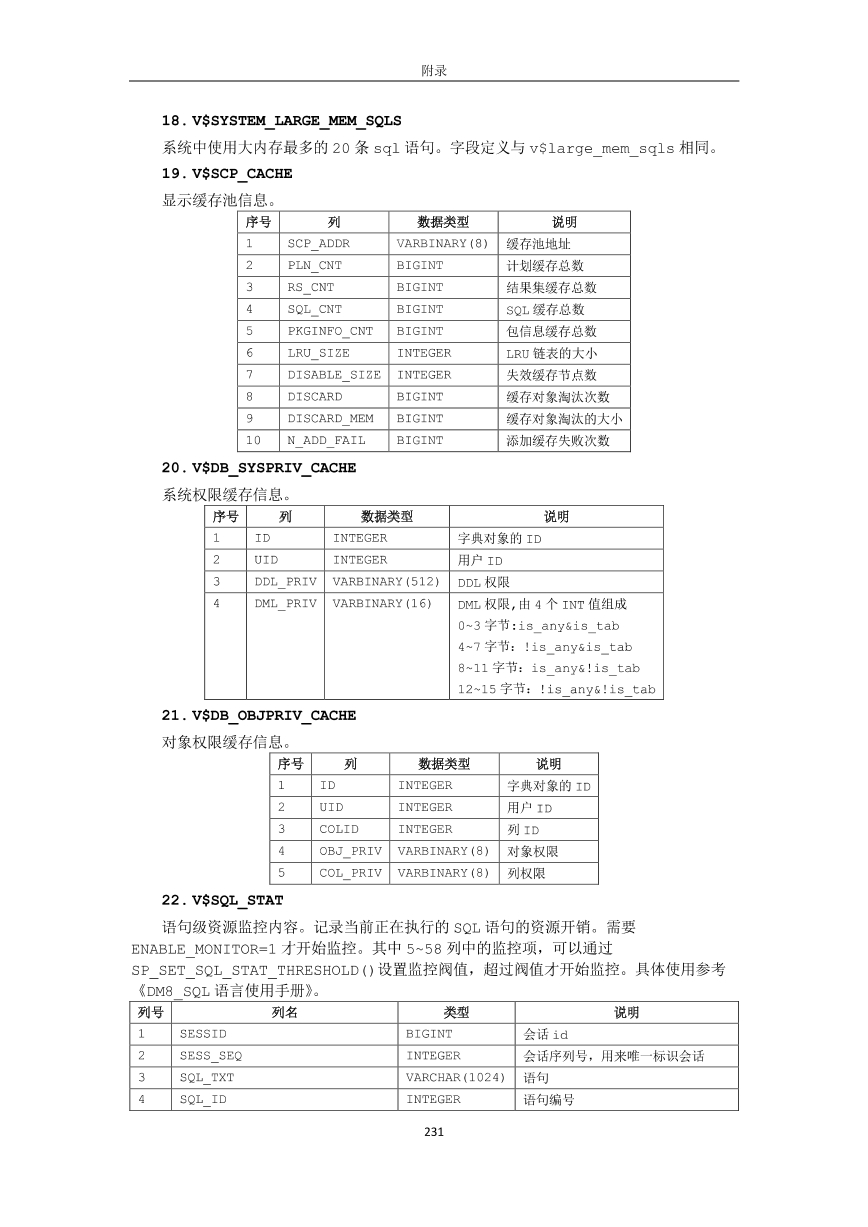 附录
18. V$SYSTEM_LARGE_MEM_SQLS
系统中使用大内存最多的 20 条 sql 语句。字段定义与 v$large_mem_sqls 相同。
19. V$SCP_CACHE
显示缓存池信息。
序号 列 数据类型 说明
1 SCP_ADDR VARBINARY(8) 缓存池地址
2 PLN_CNT BIGINT 计划缓存总数
3 RS_CNT BIGINT 结果集缓存总数
4 SQL_CNT BIGINT SQL 缓存总数
5 PKGINFO_CNT BIGINT 包信息缓存总数
6 LRU_SIZE INTEGER LRU 链表的大小
7 DISABLE_SIZE INTEGER 失效缓存节点数
8 DISCARD BIGINT 缓存对象淘汰次数
9 DISCARD_MEM BIGINT 缓存对象淘汰的大小
10 N_ADD_FAIL BIGINT 添加缓存失败次数
20. V$DB_SYSPRIV_CACHE
系统权限缓存信息。
序号 列 数据类型 说明
1 ID INTEGER 字典对象的 ID
2 UID INTEGER 用户 ID
3 DDL_PRIV VARBINARY(512) DDL 权限
4 DML_PRIV VARBINARY(16) DML 权限,由 4 个 INT 值组成
0~3 字节:is_any&is_tab
4~7 字节：!is_any&is_tab
8~11 字节：is_any&!is_tab
12~15 字节：!is_any&!is_tab
21. V$DB_OBJPRIV_CACHE
对象权限缓存信息。
序号 列 数据类型 说明
1 ID INTEGER 字典对象的 ID
2 UID INTEGER 用户 ID
3 COLID INTEGER 列 ID
4 OBJ_PRIV VARBINARY(8) 对象权限
5 COL_PRIV VARBINARY(8) 列权限
22. V$SQL_STAT
语句级资源监控内容。记录当前正在执行的 SQL 语句的资源开销。需要
ENABLE_MONITOR=1 才开始监控。其中 5~58 列中的监控项，可以通过
SP_SET_SQL_STAT_THRESHOLD()设置监控阀值，超过阀值才开始监控。具体使用参考
《DM8_SQL 语言使用手册》。
列号 列名 类型 说明
1 SESSID BIGINT 会话 id
2 SESS_SEQ INTEGER 会话序列号，用来唯一标识会话
3 SQL_TXT VARCHAR(1024) 语句
4 SQL_ID INTEGER 语句编号
231